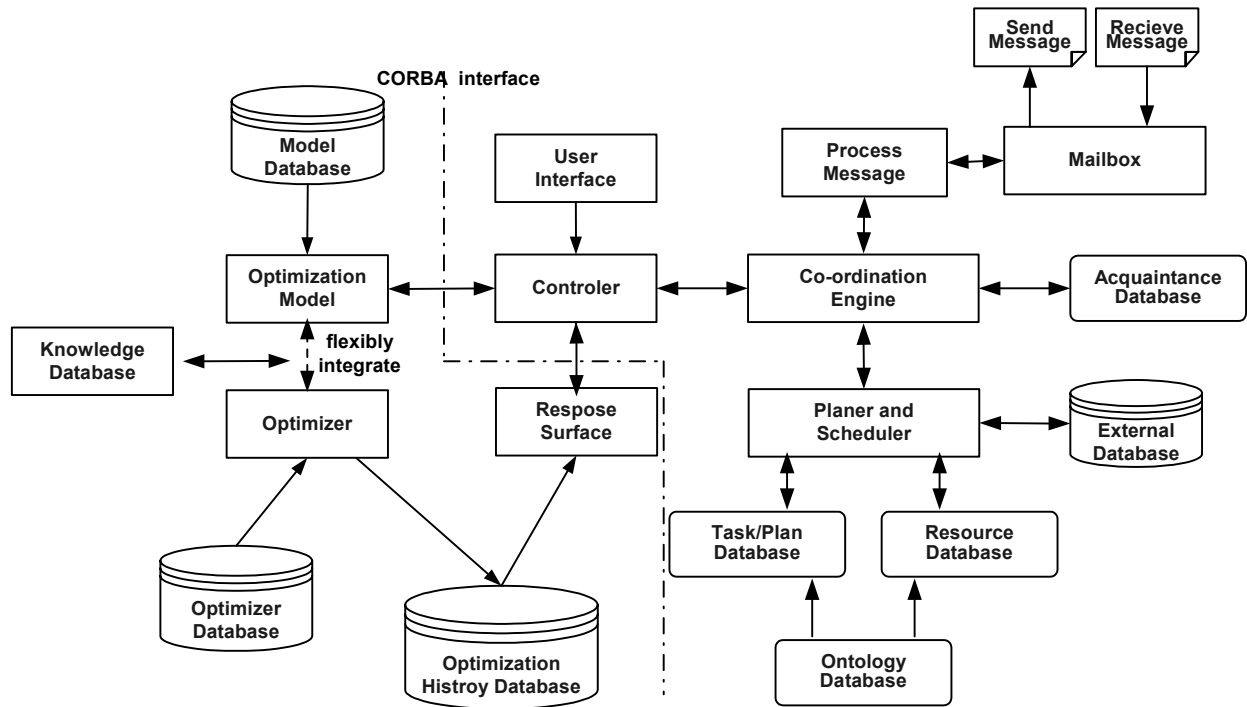 Send
Message
Recieve
Message
CORBA interface
Model
Database
User
Interface
Process
Message
Mailbox
Optimization
Model
Controler
Co-ordination
Engine
Acquaintance
Database
Knowledge
Database
flexibly
integrate
Optimizer
Respose
Surface
Planer and
Scheduler
External
Database
Task/Plan
Database
Resource
Database
Optimizer
Database
Optimization
Histroy Database
Ontology
Database